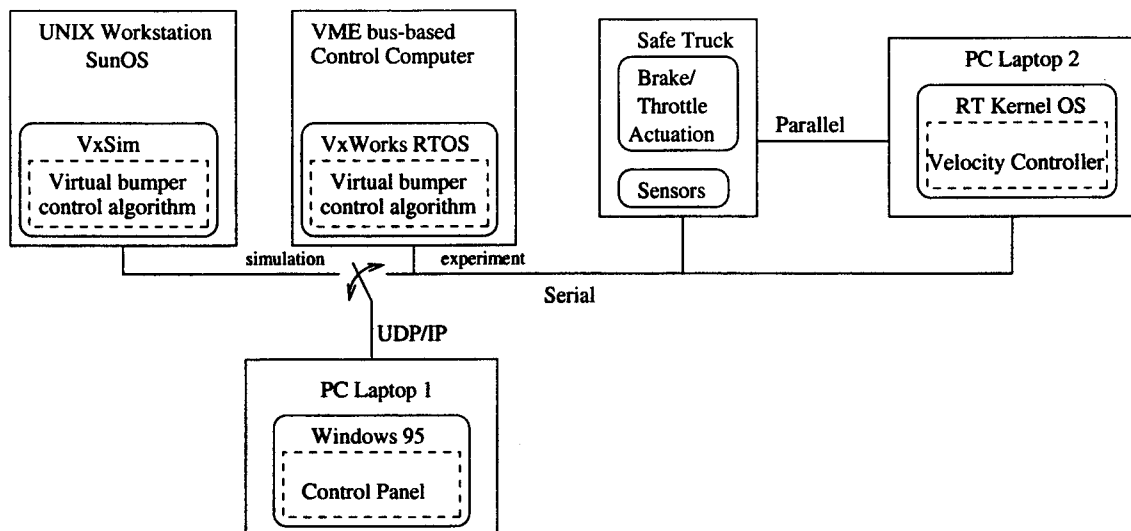 UNIX Workstation
SunOS
VxSim
Virtual bumper
control algorithm
VME bus-based
Control Computer
VxWorks RTOS
Virtual bumper
control algorithm
Safe Truck
Brake/
Throttle
Actuation
Sensors
Parallel
PC Laptop 2
RT Kernel OS
Velocity Controller
simulation
experiment
Serial
UDP/IP
PC Laptop 1
Windows 95
Control Panel